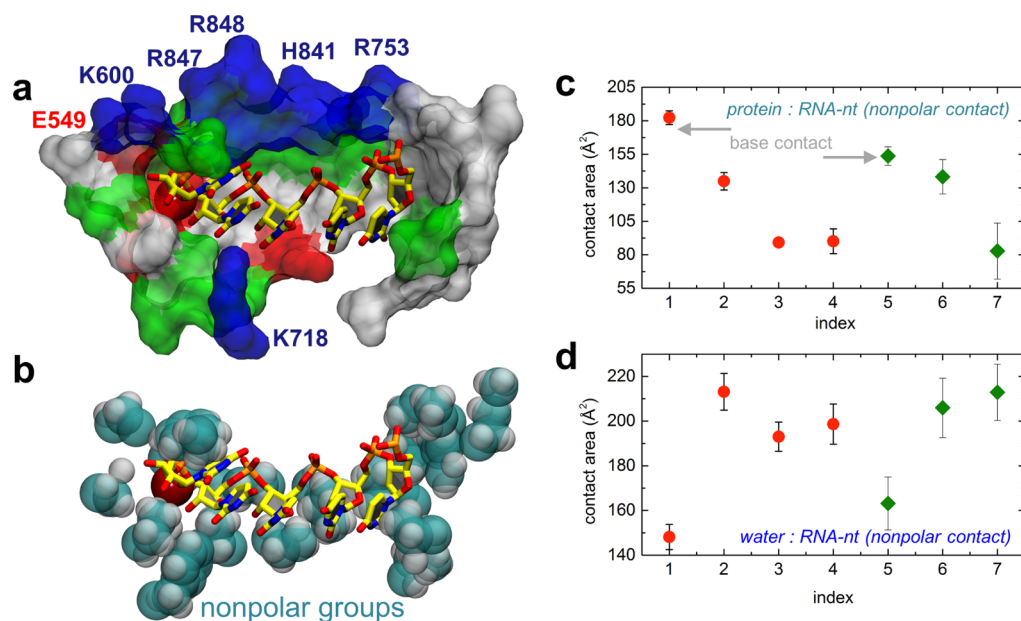 a
R848
R847
H841
R753
K600
E549
K718
b
nonpolar groups
c
205
180
155
130
105
80
55
contact area (Å²)
protein : RNA-nt (nonpolar contact)
base contact
1 2 3 4 5 6 7
index
d
220
200
180
160
140
contact area (Å²)
water : RNA-nt (nonpolar contact)
1 2 3 4 5 6 7
index